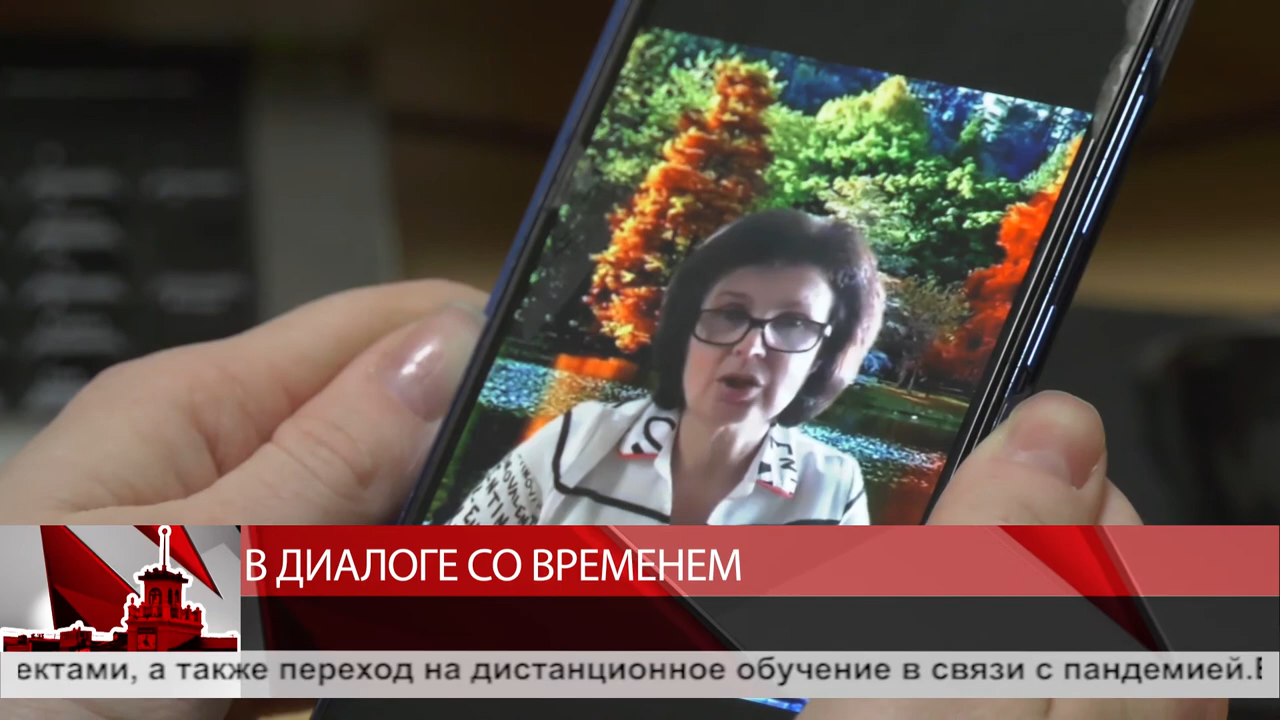 В ДИАЛОГЕ СО ВРЕМЕНЕМ
ектами, а также переход на дистанционное обучение в связи с пандемией.